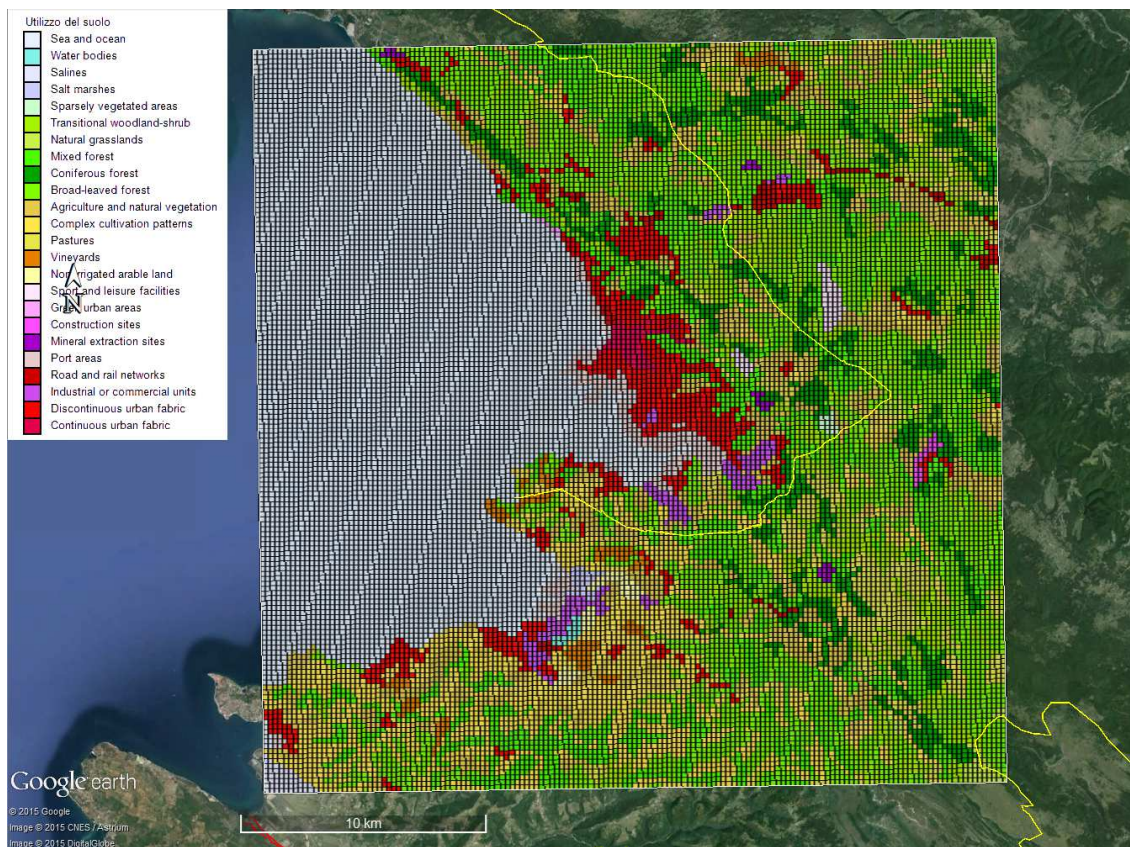 Utilizzo del suolo
Sea and ocean
Water bodies
Salines
Salt marshes
Sparsely vegetated areas
Transitional woodland-shrub
Natural grasslands
Mixed forest
Coniferous forest
Broad-leaved forest
Agriculture and natural vegetation
Complex cultivation patterns
Pastures
Vineyards
Non irrigated arable land
Sport and leisure facilities
Green urban areas
Construction sites
Mineral extraction sites
Port areas
Road and rail networks
Industrial or commercial units
Discontinuous urban fabric
Continuous urban fabric
N
Google earth
© 2015 Google
Image © 2015 CNES / Astrium
Image © 2015 DigitalGlobe
10 km